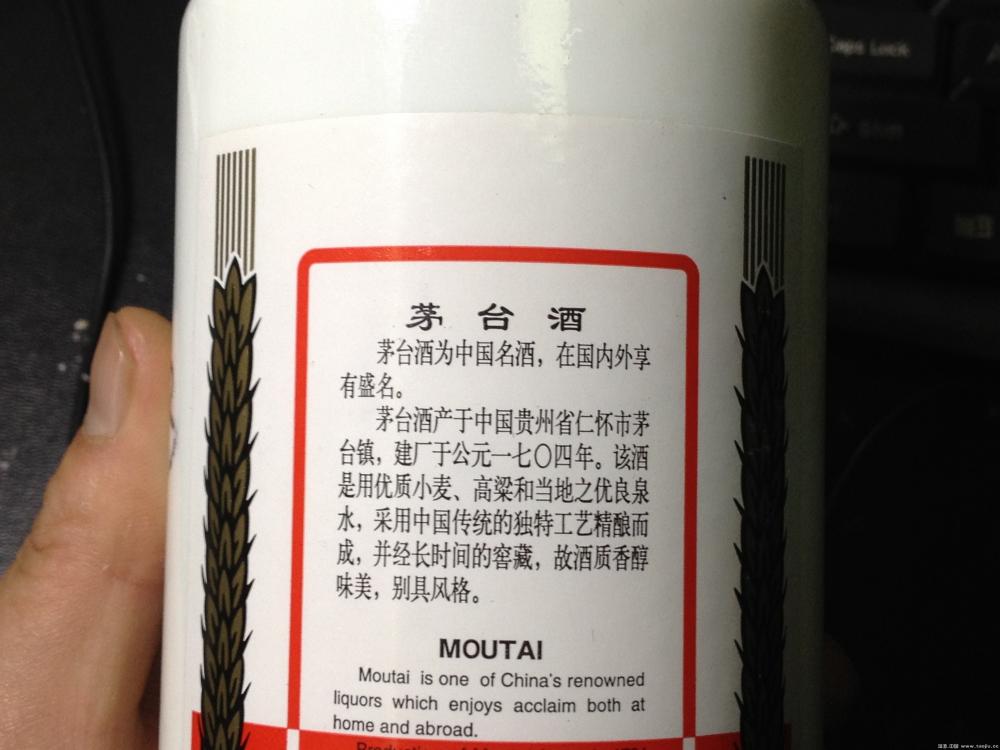 Caps Lock
Shift
茅台酒
茅台酒为中国名酒，在国内外享
有盛名。
茅台酒产于中国贵州省仁怀市茅
台镇，建厂于公元一七〇四年。该酒
是用优质小麦、高粱和当地之优良泉
水，采用中国传统的独特工艺精酿而
成，并经长时间的窖藏，故酒质香醇
味美，别具风格。
MOUTAI
Moutai is one of China's renowned
liquors which enjoys acclaim both at
home and abroad.